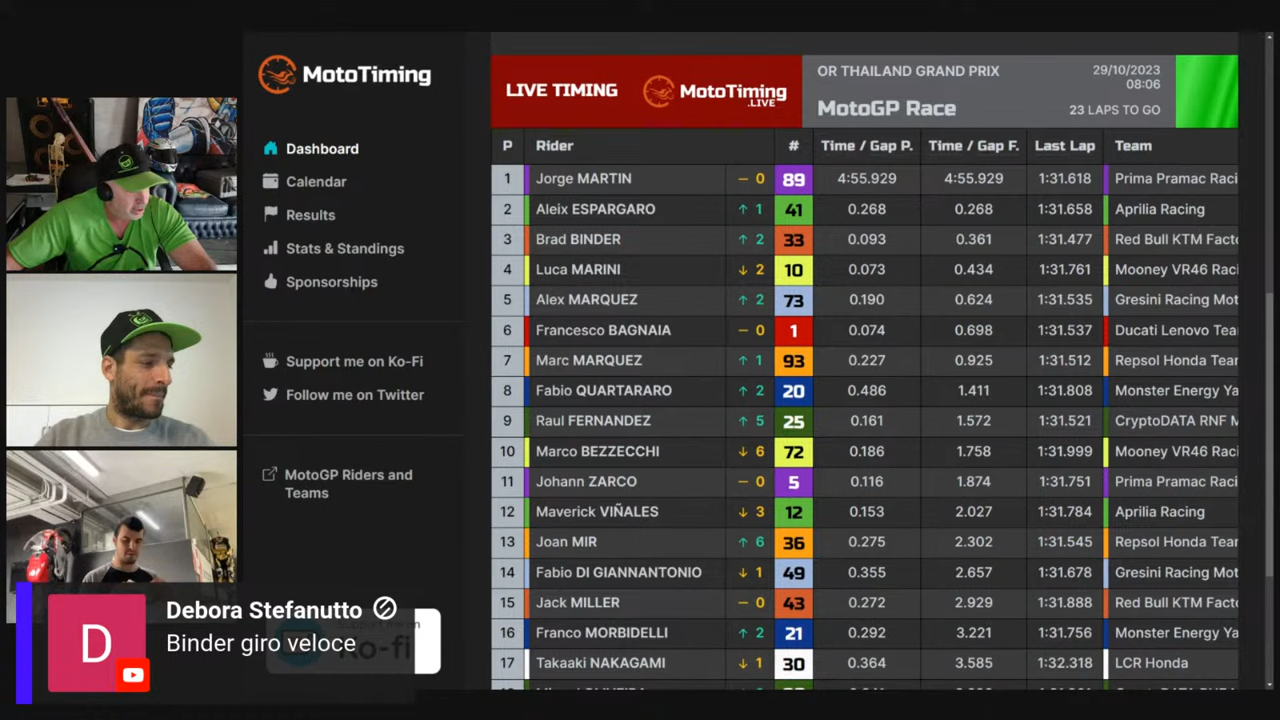 MotoTiming
Dashboard
Calendar
Results
Stats & Standings
Sponsorships
Support me on Ko-Fi
Follow me on Twitter
MotoGP Riders and
Teams
LIVE TIMING MotoTiming
.LIVE
OR THAILAND GRAND PRIX 29/10/2023
08:06
MotoGP Race 23 LAPS TO GO
P Rider # Time / Gap P. Time / Gap F. Last Lap Team
1 Jorge MARTIN — 0 89 4:55.929 4:55.929 1:31.618 Prima Pramac Raci
2 Aleix ESPARGARO ↑ 1 41 0.268 0.268 1:31.658 Aprilia Racing
3 Brad BINDER ↑ 2 33 0.093 0.361 1:31.477 Red Bull KTM Facto
4 Luca MARINI ↓ 2 10 0.073 0.434 1:31.761 Mooney VR46 Raci
5 Alex MARQUEZ ↑ 2 73 0.190 0.624 1:31.535 Gresini Racing Mot
6 Francesco BAGNAIA — 0 1 0.074 0.698 1:31.537 Ducati Lenovo Tea
7 Marc MARQUEZ ↑ 1 93 0.227 0.925 1:31.512 Repsol Honda Tear
8 Fabio QUARTARARO ↑ 2 20 0.486 1.411 1:31.808 Monster Energy Ya
9 Raul FERNANDEZ ↑ 5 25 0.161 1.572 1:31.521 CryptoDATA RNF M
10 Marco BEZZECCHI ↓ 6 72 0.186 1.758 1:31.999 Mooney VR46 Raci
11 Johann ZARCO — 0 5 0.116 1.874 1:31.751 Prima Pramac Raci
12 Maverick VIÑALES ↓ 3 12 0.153 2.027 1:31.784 Aprilia Racing
13 Joan MIR ↑ 6 36 0.275 2.302 1:31.545 Repsol Honda Tear
14 Fabio DI GIANNANTONIO ↓ 1 49 0.355 2.657 1:31.678 Gresini Racing Mot
15 Jack MILLER — 0 43 0.272 2.929 1:31.888 Red Bull KTM Facto
16 Franco MORBIDELLI ↑ 2 21 0.292 3.221 1:31.756 Monster Energy Ya
17 Takaaki NAKAGAMI ↓ 1 30 0.364 3.585 1:32.318 LCR Honda
D
Debora Stefanutto
Binder giro veloce
Ko-fi